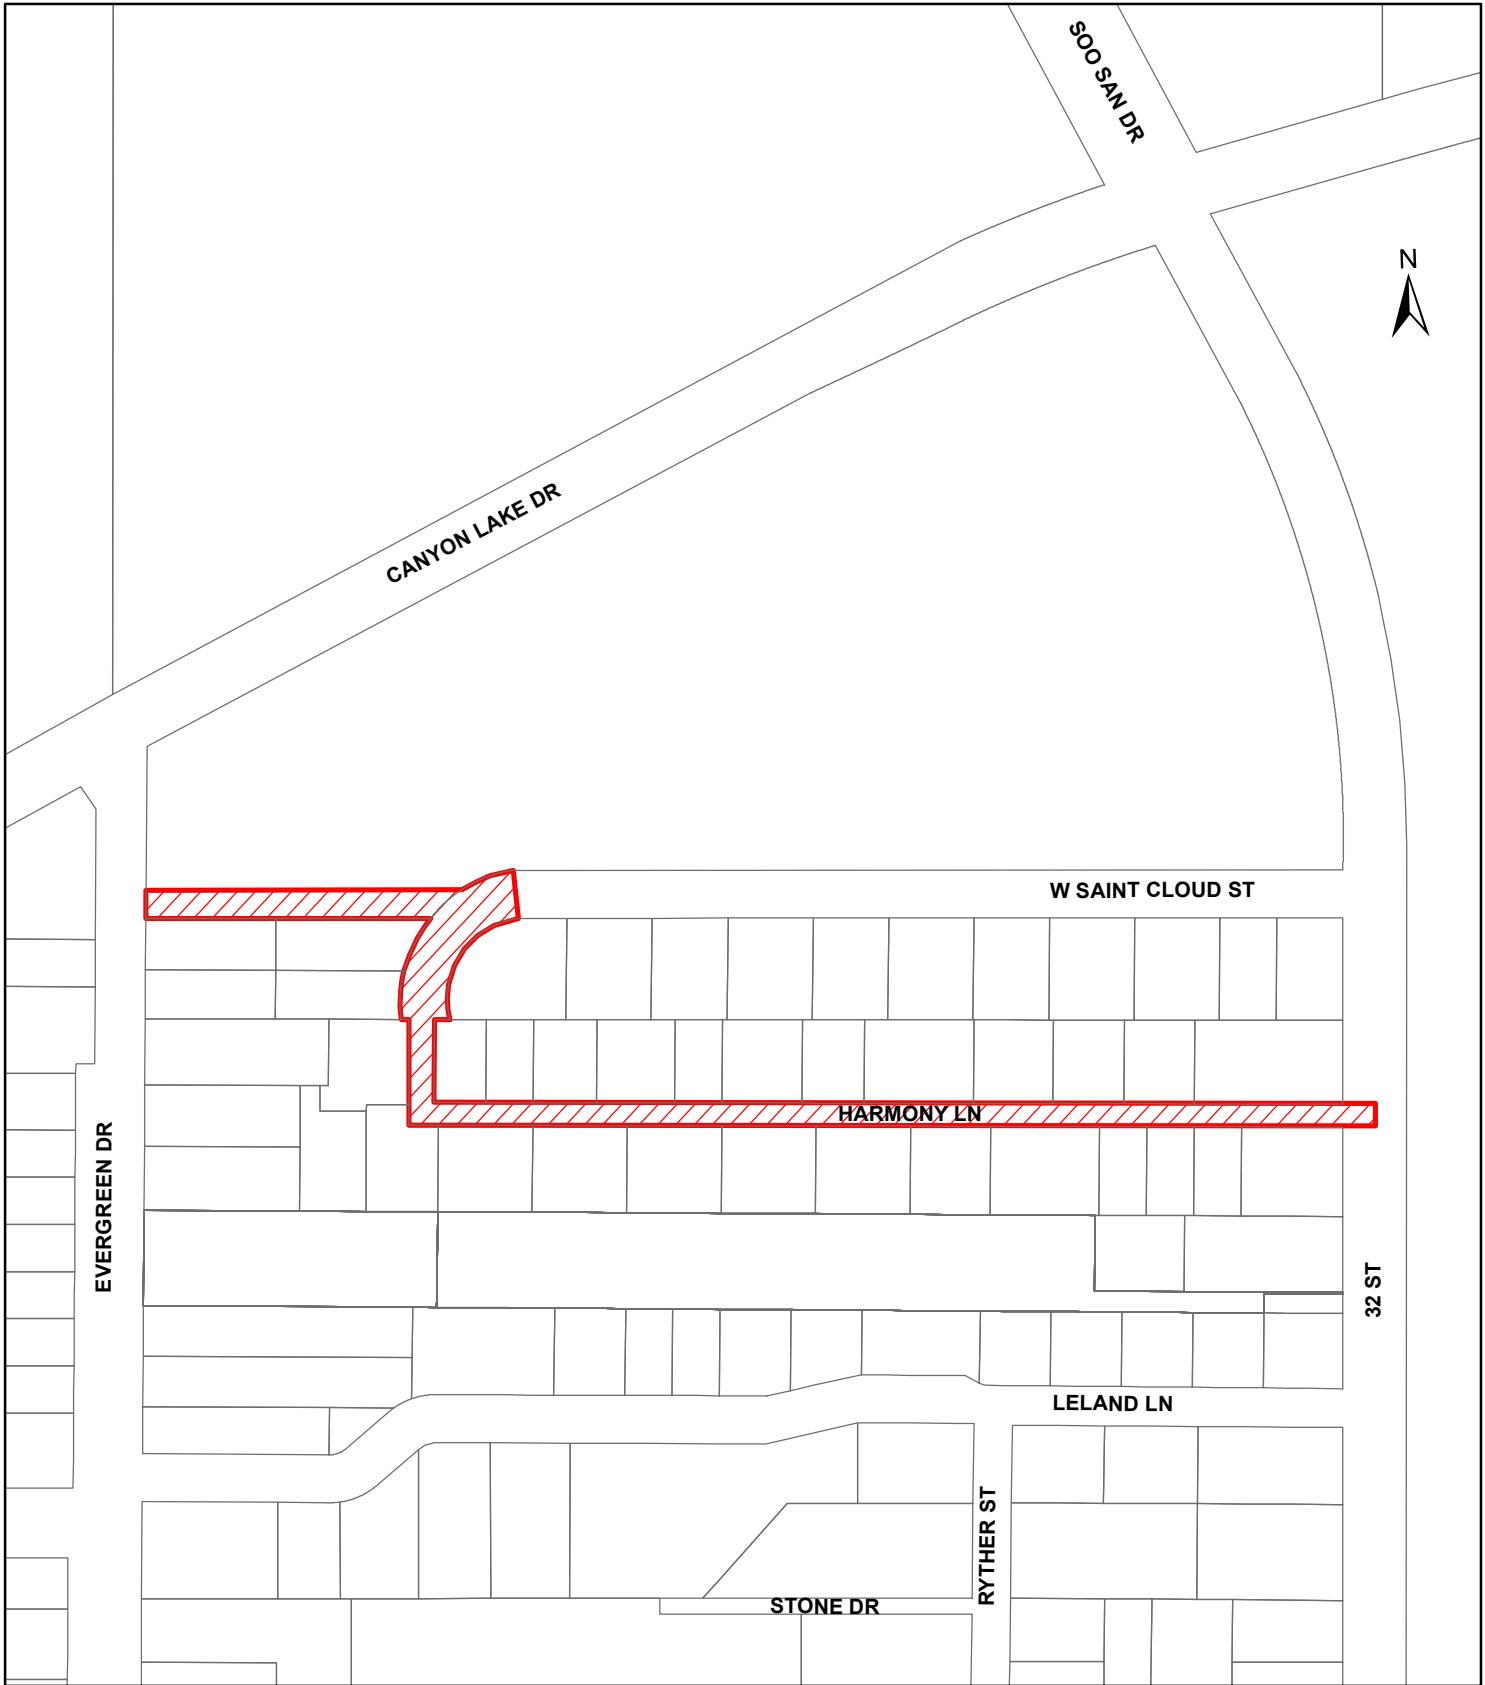 SOO SAN DR
N
CANYON LAKE DR
W SAINT CLOUD ST
HARMONY LN
EVERGREEN DR
32 ST
LELAND LN
RYTHER ST
STONE DR